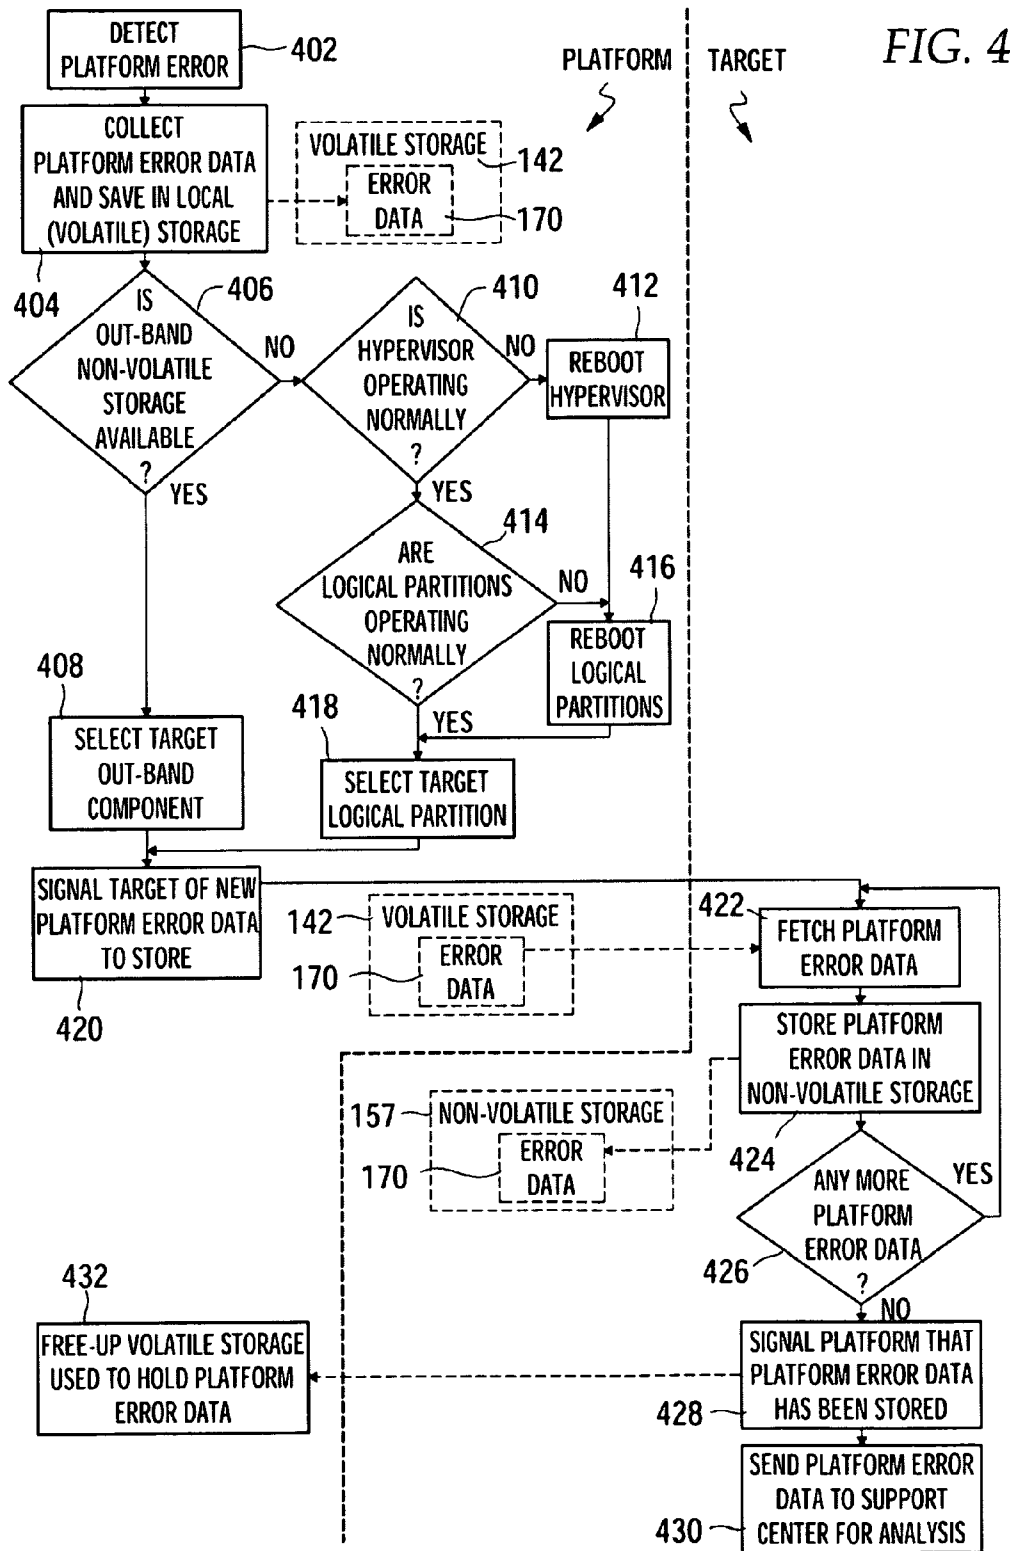 FIG. 4
DETECT
PLATFORM ERROR
402
PLATFORM
TARGET
COLLECT
PLATFORM ERROR DATA
AND SAVE IN LOCAL
(VOLATILE) STORAGE
404
VOLATILE STORAGE
142
ERROR
DATA
170
IS
OUT-BAND
NON-VOLATILE
STORAGE
AVAILABLE
?
406
NO
YES
IS
HYPERVISOR
OPERATING
NORMALLY
?
410
NO
YES
412
REBOOT
HYPERVISOR
ARE
LOGICAL PARTITIONS
OPERATING
NORMALLY
?
414
NO
YES
416
REBOOT
LOGICAL
PARTITIONS
408
SELECT TARGET
OUT-BAND
COMPONENT
418
SELECT TARGET
LOGICAL PARTITION
SIGNAL TARGET OF NEW
PLATFORM ERROR DATA
TO STORE
420
142
VOLATILE STORAGE
170
ERROR
DATA
422
FETCH PLATFORM
ERROR DATA
STORE PLATFORM
ERROR DATA IN
NON-VOLATILE STORAGE
424
157
NON-VOLATILE STORAGE
170
ERROR
DATA
ANY MORE
PLATFORM
ERROR DATA
?
426
YES
NO
432
FREE-UP VOLATILE STORAGE
USED TO HOLD PLATFORM
ERROR DATA
SIGNAL PLATFORM THAT
PLATFORM ERROR DATA
HAS BEEN STORED
428
SEND PLATFORM ERROR
DATA TO SUPPORT
CENTER FOR ANALYSIS
430